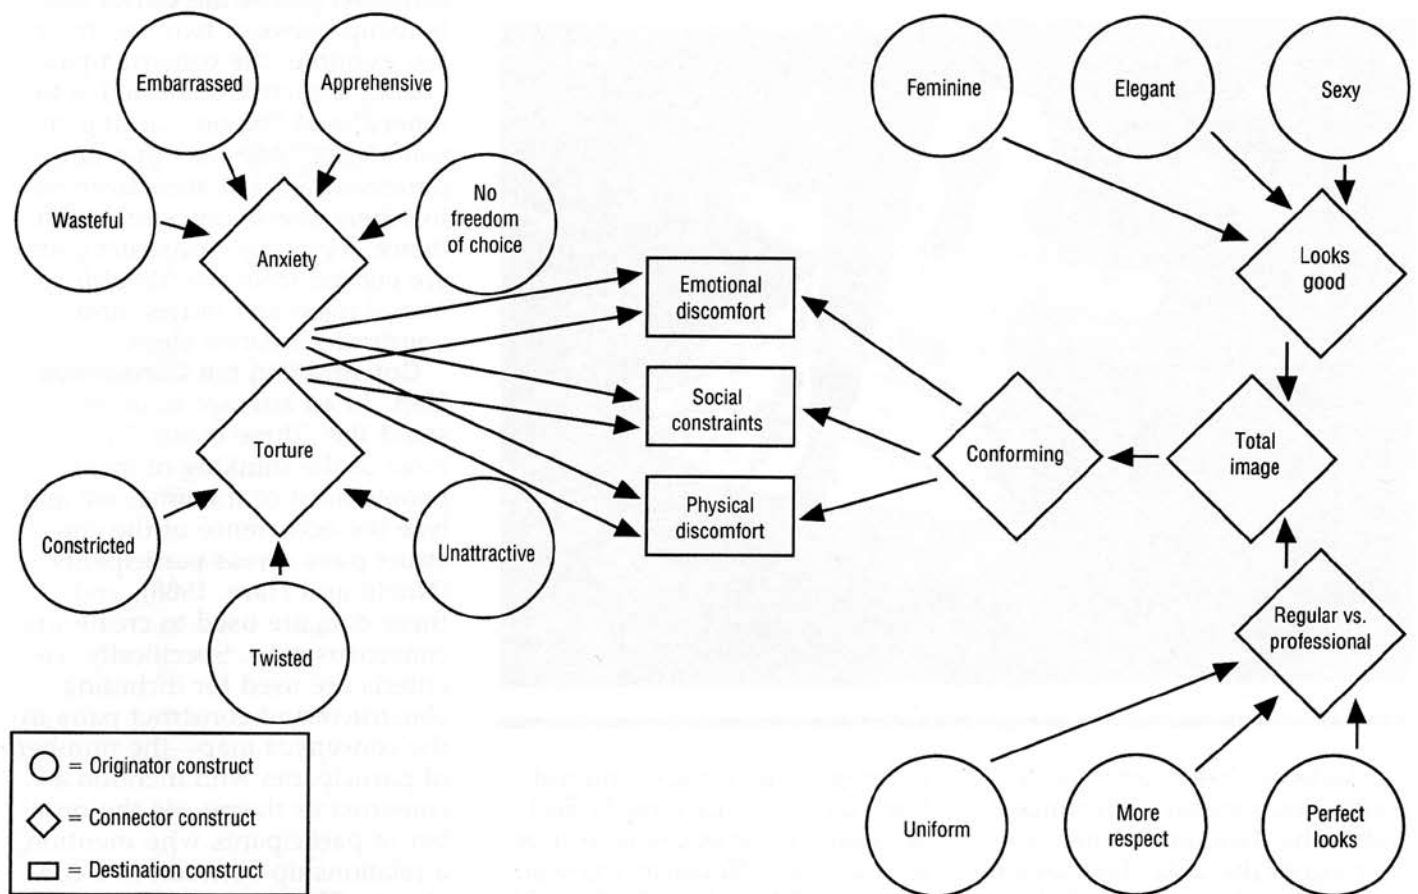 Embarrassed
Apprehensive
Feminine
Elegant
Sexy
Wasteful
Anxiety
No
freedom
of choice
Looks
good
Emotional
discomfort
Social
constraints
Torture
Conforming
Total
image
Constricted
Unattractive
Physical
discomfort
Twisted
Regular vs.
professional
Uniform
More
respect
Perfect
looks
= Originator construct
= Connector construct
= Destination construct